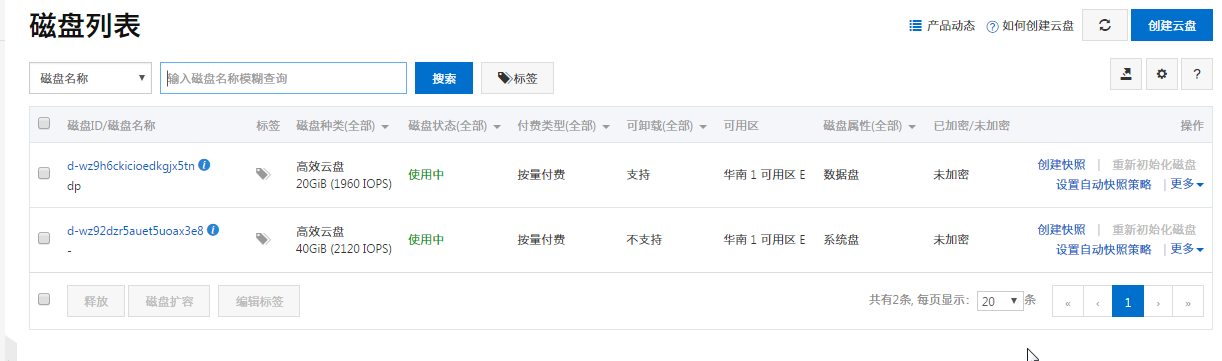 磁盘列表
产品动态 如何创建云盘 创建云盘
磁盘名称 输入磁盘名称模糊查询 搜索 标签 ?
磁盘ID/磁盘名称 标签 磁盘种类(全部) 磁盘状态(全部) 付费类型(全部) 可卸载(全部) 可用区 磁盘属性(全部) 已加密/未加密 操作
d-wz9h6ckicioedkgjx5tn 高效云盘 使用中 按量付费 支持 华南 1 可用区 E 数据盘 未加密 创建快照 | 重新初始化磁盘
dp 20GiB (1960 IOPS) 设置自动快照策略 | 更多
d-wz92dzr5auet5uoax3e8 高效云盘 使用中 按量付费 不支持 华南 1 可用区 E 系统盘 未加密 创建快照 | 重新初始化磁盘
- 40GiB (2120 IOPS) 设置自动快照策略 | 更多
释放 磁盘扩容 编辑标签 共有2条, 每页显示: 20 条 « ‹ 1 › »